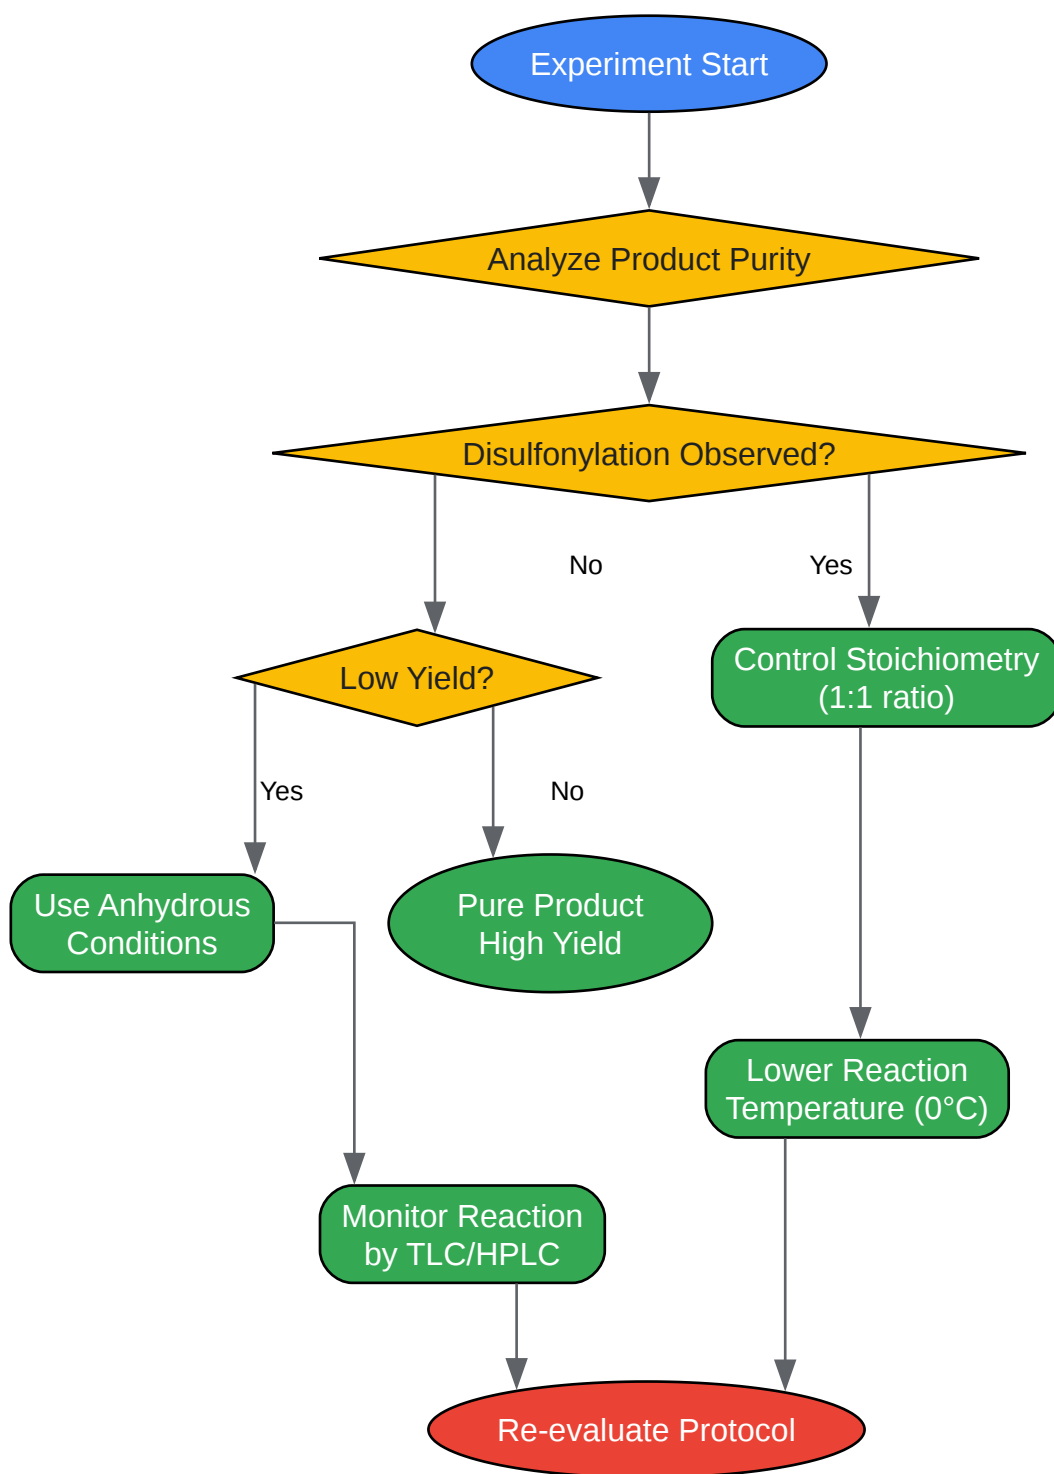 Experiment Start
Analyze Product Purity
Disulfonylation Observed?
No
Yes
Low Yield?
Control Stoichiometry
(1:1 ratio)
Yes
No
Use Anhydrous
Conditions
Pure Product
High Yield
Lower Reaction
Temperature (0°C)
Monitor Reaction
by TLC/HPLC
Re-evaluate Protocol